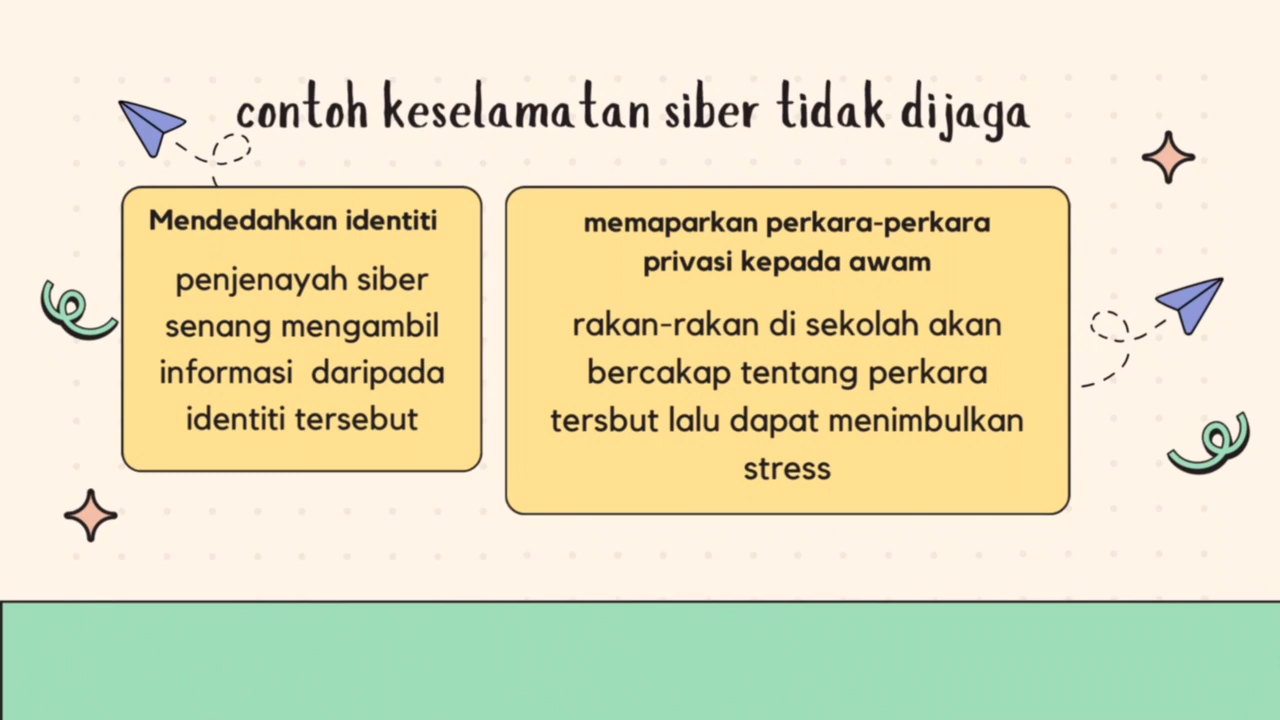 contoh keselamatan siber tidak dijaga
Mendedahkan identiti
penjenayah siber
senang mengambil
informasi daripada
identiti tersebut
memaparkan perkara-perkara
privasi kepada awam
rakan-rakan di sekolah akan
bercakap tentang perkara
tersbut lalu dapat menimbulkan
stress